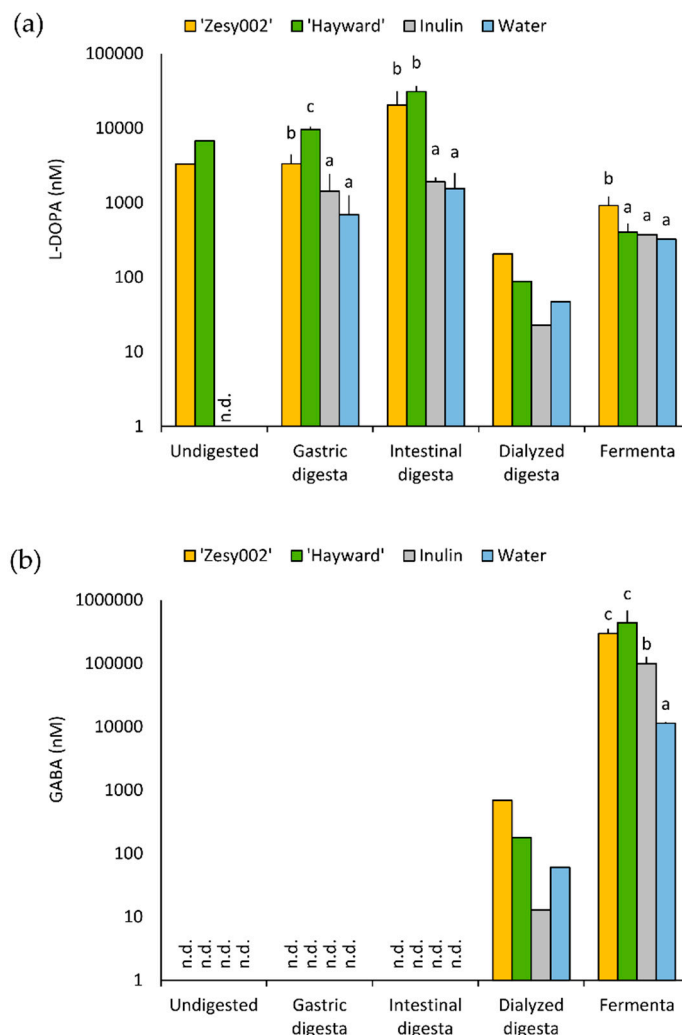 (a)
'Zesy002' 'Hayward' Inulin Water
L-DOPA (nM)
100000
10000
1000
100
10
1
n.d.
b c a a
b b a a
b a a a
Undigested Gastric digesta Intestinal digesta Dialyzed digesta Fermenta
(b)
'Zesy002' 'Hayward' Inulin Water
GABA (nM)
1000000
100000
10000
1000
100
10
1
n.d. n.d. n.d. n.d.
n.d. n.d. n.d. n.d.
n.d. n.d. n.d. n.d.
c c b a
Undigested Gastric digesta Intestinal digesta Dialyzed digesta Fermenta